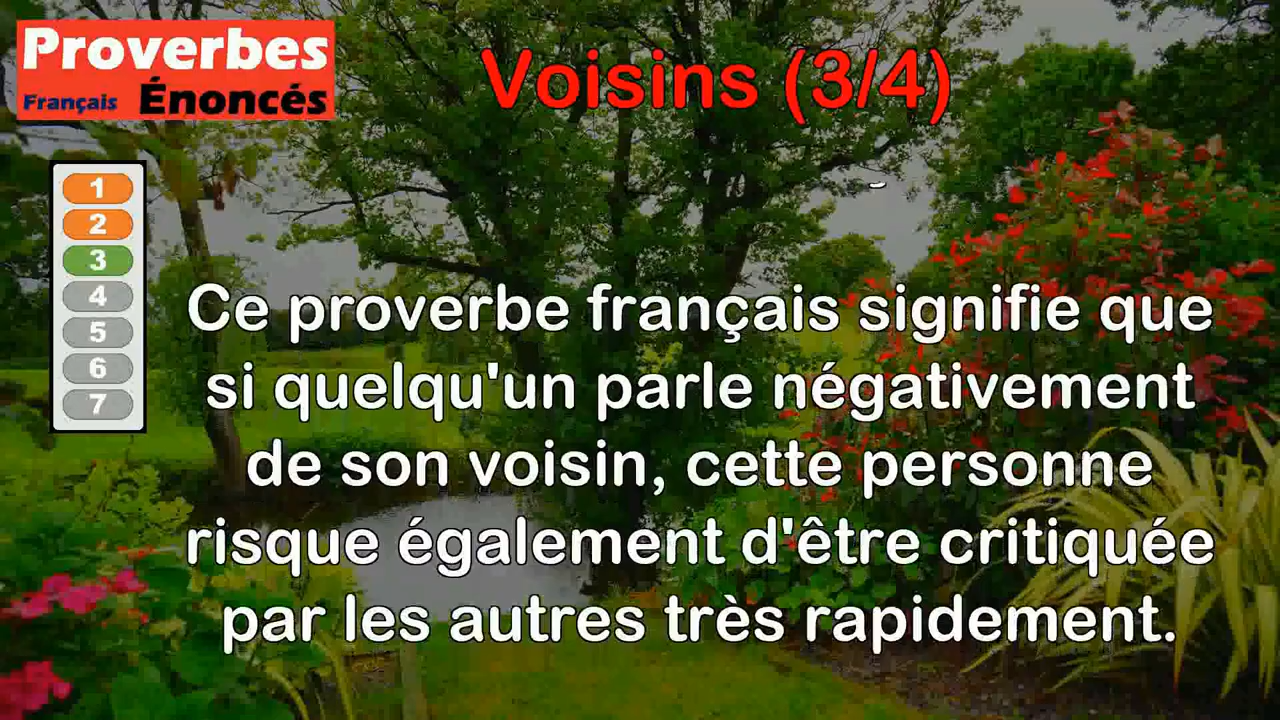 Proverbes
Français Énoncés
Voisins (3/4)
1
2
3
4
5
6
7
Ce proverbe français signifie que
si quelqu'un parle négativement
de son voisin, cette personne
risque également d'être critiquée
par les autres très rapidement.